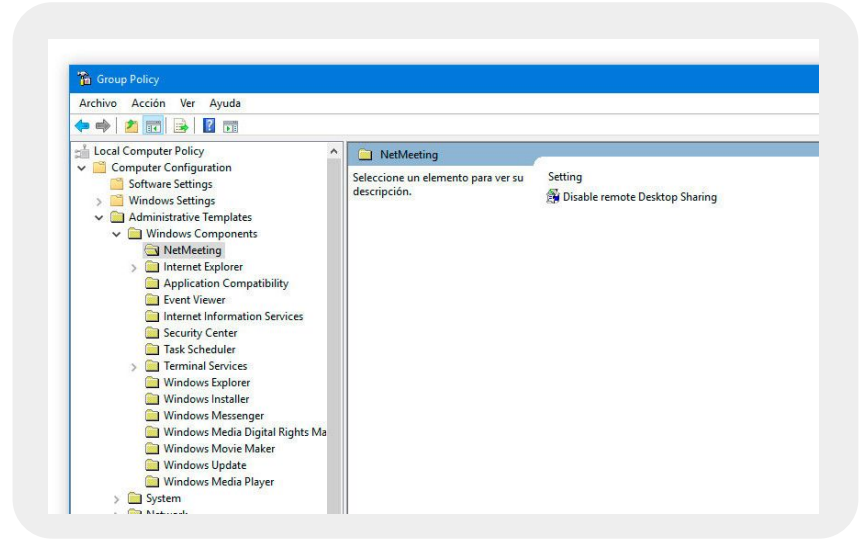 Group Policy
Archivo Acción Ver Ayuda
Local Computer Policy
Computer Configuration
Software Settings
Windows Settings
Administrative Templates
Windows Components
NetMeeting
Internet Explorer
Application Compatibility
Event Viewer
Internet Information Services
Security Center
Task Scheduler
Terminal Services
Windows Explorer
Windows Installer
Windows Messenger
Windows Media Digital Rights Ma
Windows Movie Maker
Windows Update
Windows Media Player
System
Network
NetMeeting
Seleccione un elemento para ver su
descripción.
Setting
Disable remote Desktop Sharing